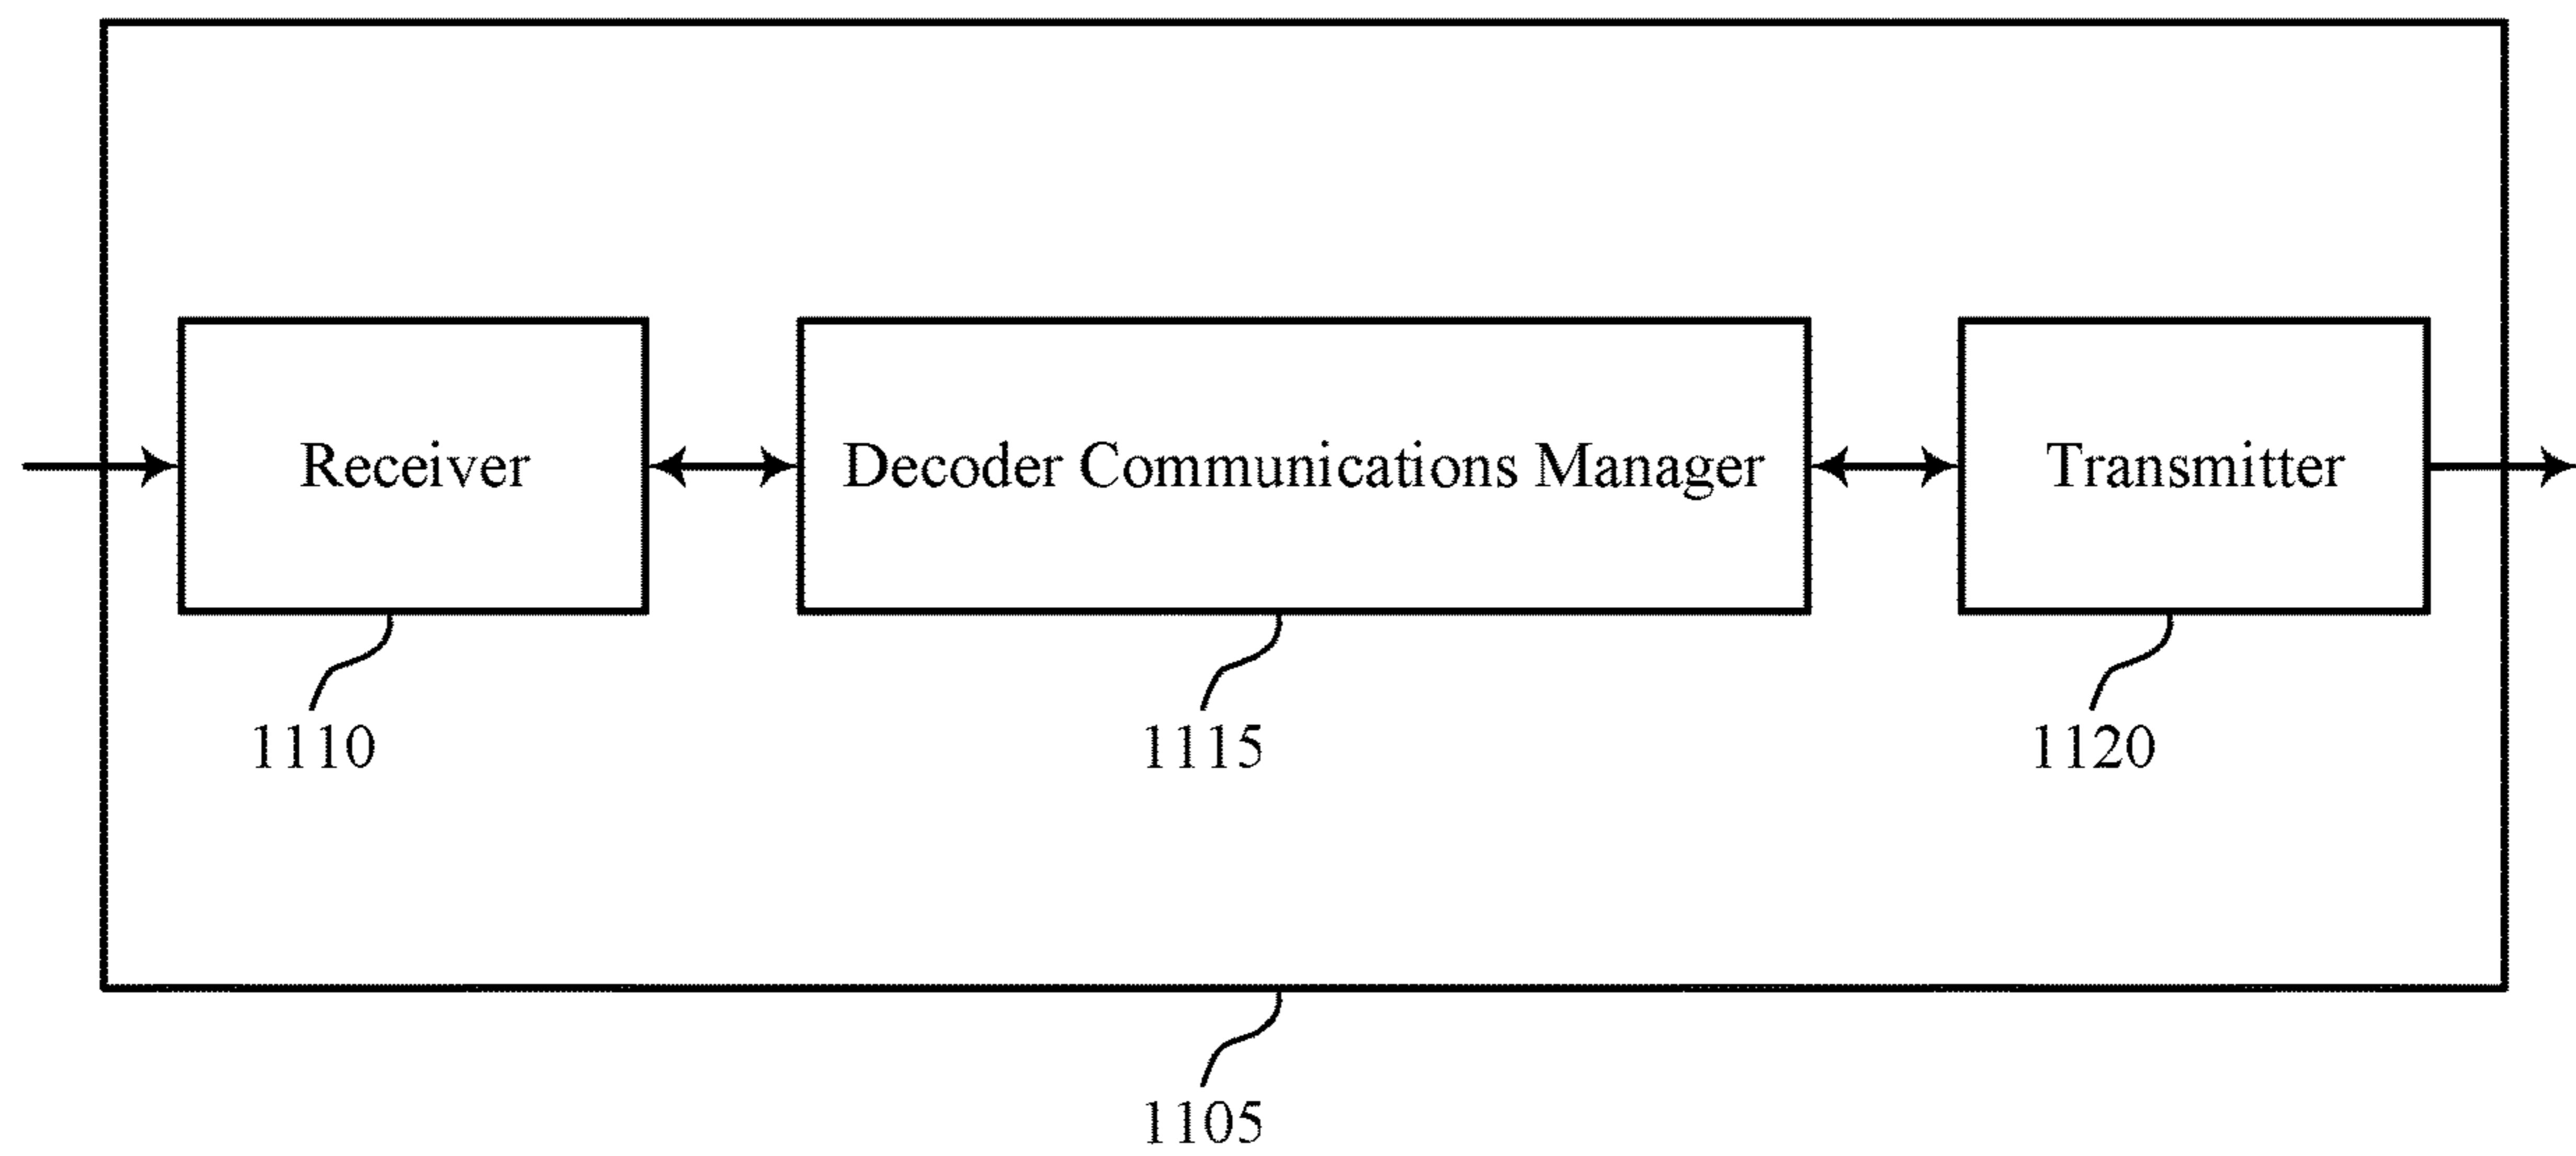 Receiver
Decoder Communications Manager
Transmitter
1110
1115
1120
1105